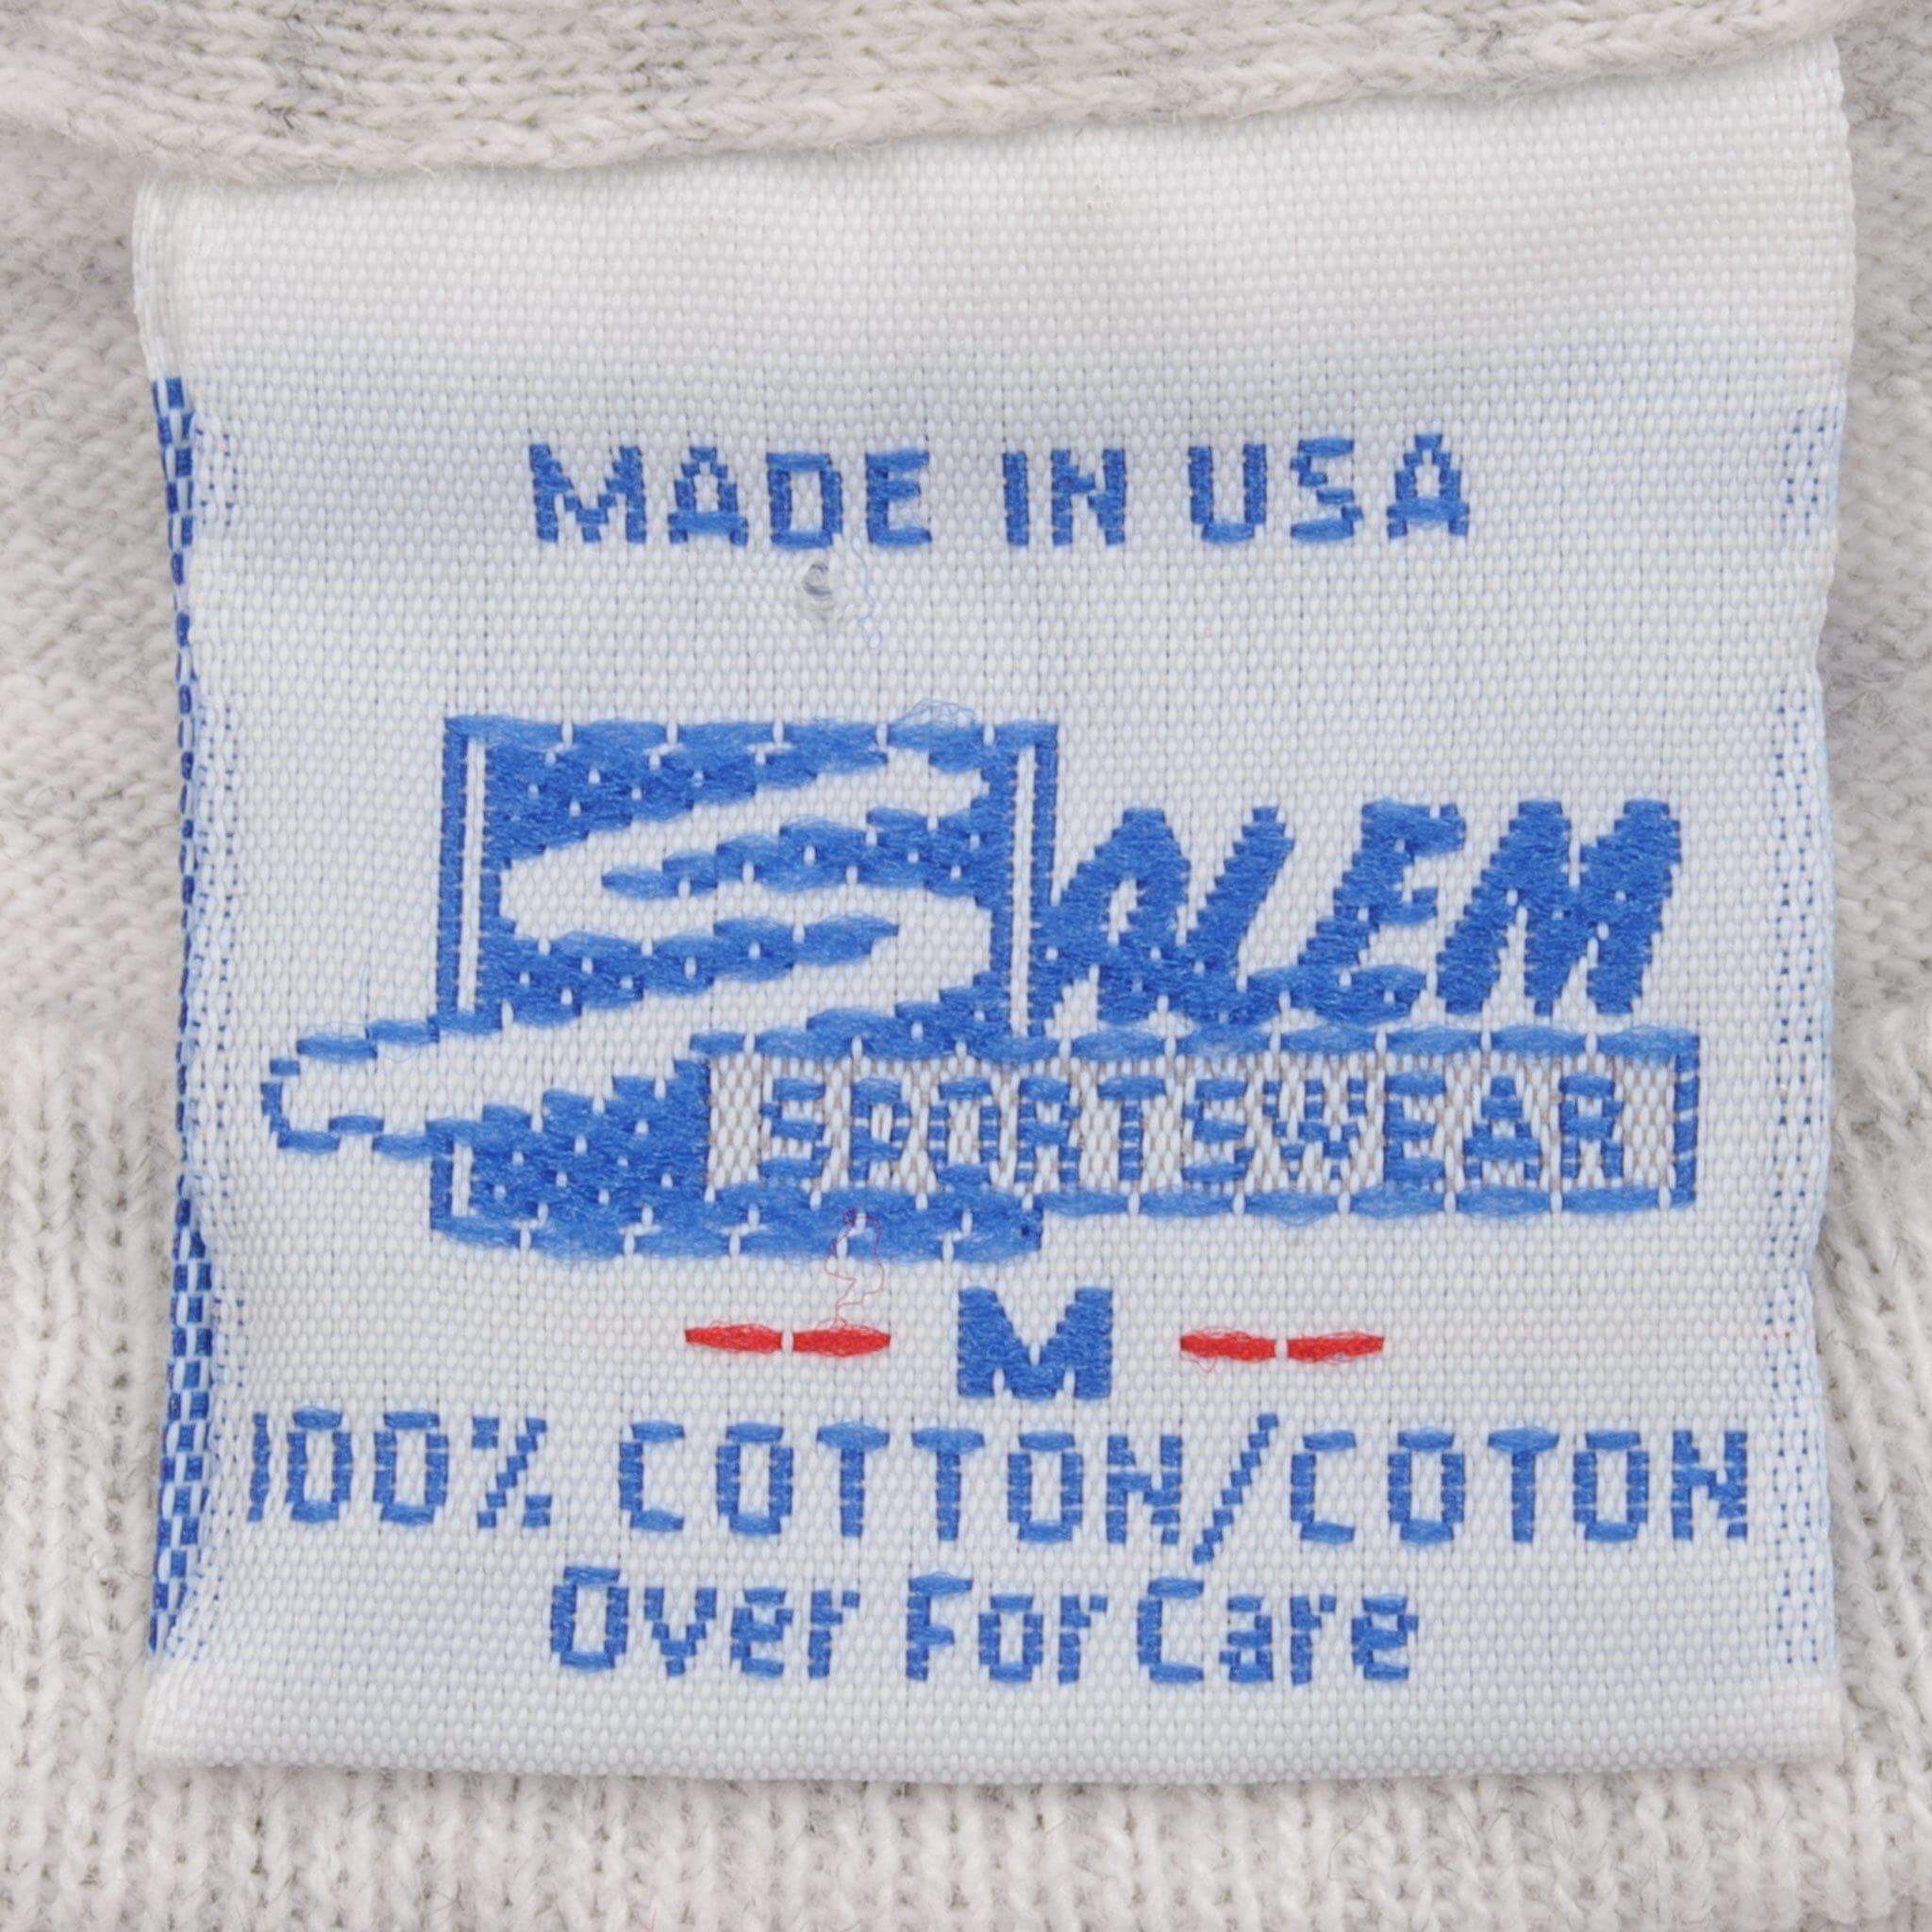 MADE IN USA
SALEM
SPORTSWEAR
M
100% COTTON/COTON
Over For Care